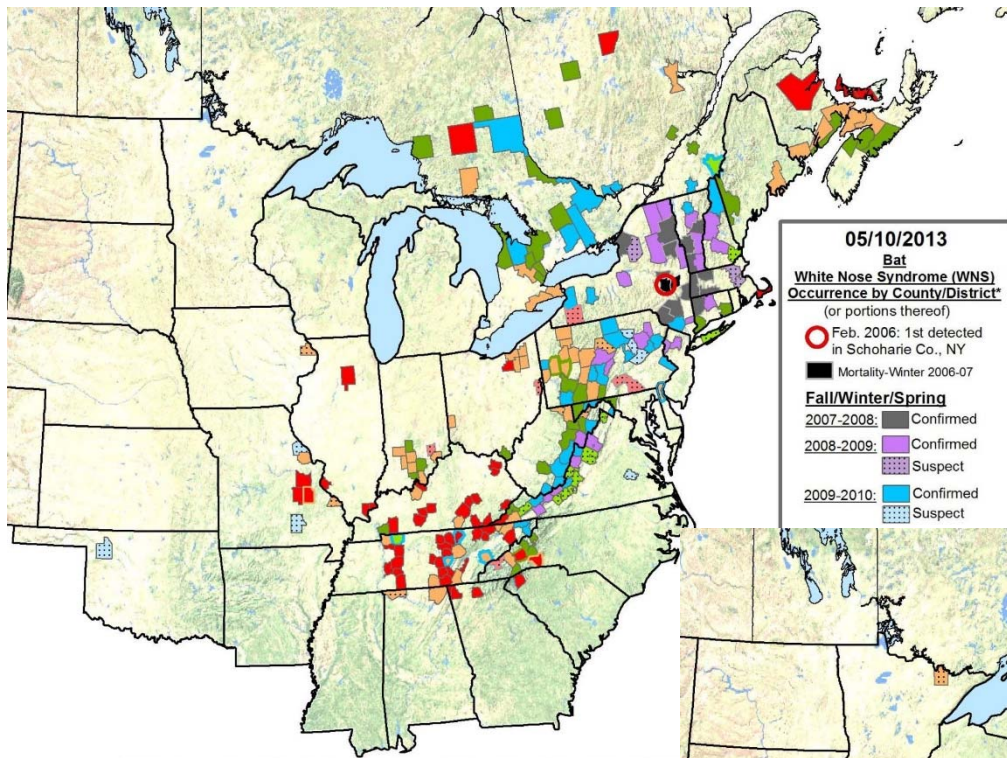 05/10/2013
Bat
White Nose Syndrome (WNS)
Occurrence by County/District*
(or portions thereof)
Feb. 2006: 1st detected
in Schoharie Co., NY
Mortality-Winter 2006-07
Fall/Winter/Spring
2007-2008: Confirmed
2008-2009: Confirmed
Suspect
2009-2010: Confirmed
Suspect